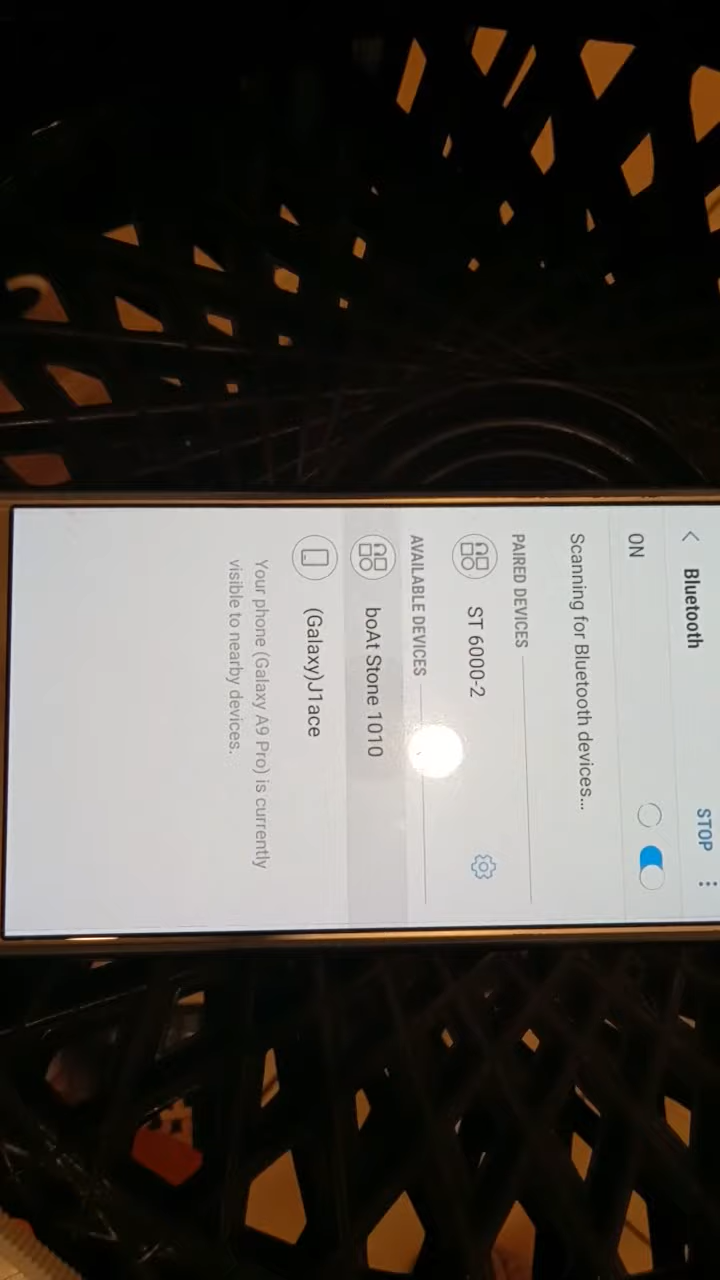 Bluetooth
STOP
ON
Scanning for Bluetooth devices...
PAIRED DEVICES
ST 6000-2
AVAILABLE DEVICES
boAt Stone 1010
(Galaxy)J1ace
Your phone (Galaxy A9 Pro) is currently
visible to nearby devices.